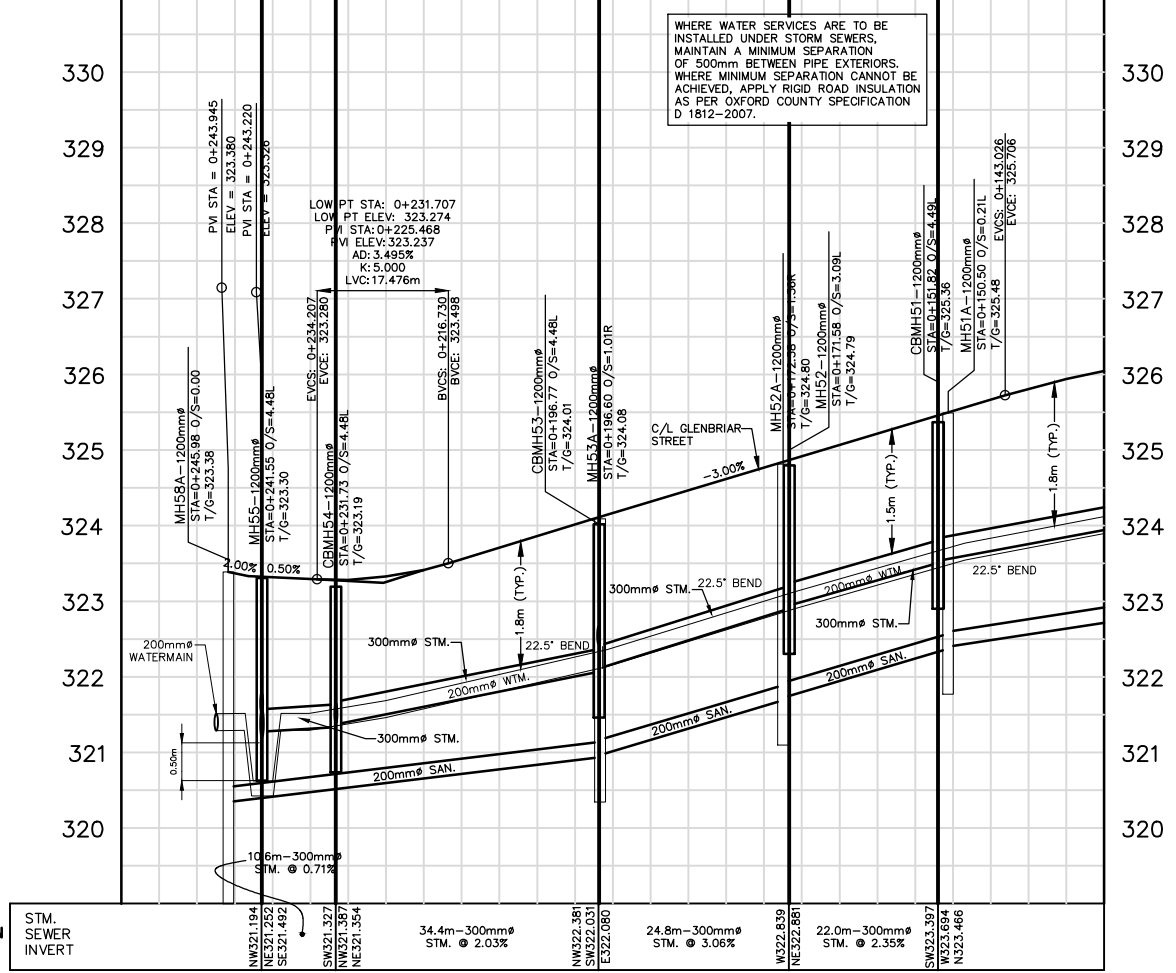 WHERE WATER SERVICES ARE TO BE
INSTALLED UNDER STORM SEWERS,
MAINTAIN A MINIMUM SEPARATION
OF 500mm BETWEEN PIPE EXTERIORS.
WHERE MINIMUM SEPARATION CANNOT BE
ACHIEVED, APPLY RIGID ROAD INSULATION
AS PER OXFORD COUNTY SPECIFICATION
D 1812-2007.
330
329
328
327
326
325
324
323
322
321
320
330
329
328
327
326
325
324
323
322
321
320
PVI STA = 0+243.945
ELEV = 323.380
PVI STA = 0+243.220
ELEV = 323.326
LOW PT STA: 0+231.707
LOW PT ELEV: 323.274
PVI STA: 0+225.468
PVI ELEV: 323.237
AD: 3.495%
K: 5.000
LVC: 17.476m
EVCS: 0+234.207
EVCE: 323.280
BVCS: 0+216.730
BVCE: 323.498
MH58A-1200mmø
STA=0+245.98 O/S=0.00
T/G=323.38
MH55-1200mmø
STA=0+241.55 O/S=4.48L
T/G=323.30
CBMH54-1200mmø
STA=0+231.73 O/S=4.48L
T/G=323.19
CBMH53-1200mmø
STA=0+196.77 O/S=4.48L
T/G=324.01
MH53A-1200mmø
STA=0+196.60 O/S=1.01R
T/G=324.08
MH52A-1200mmø
STA=0+172.58 O/S=1.56R
T/G=324.80
MH52-1200mmø
STA=0+171.58 O/S=3.09L
T/G=324.79
CBMH51-1200mmø
STA=0+151.82 O/S=4.49L
T/G=325.36
MH51A-1200mmø
STA=0+150.50 O/S=0.21L
T/G=325.48
EVCS: 0+143.026
EVCE: 325.706
C/L GLENBRIAR
STREET
-3.00%
2.00%
0.50%
1.8m (TYP.)
1.5m (TYP.)
1.8m (TYP.)
200mmø
WATERMAIN
0.50m
300mmø STM.
22.5° BEND
200mmø WTM.
300mmø STM.
200mmø SAN.
300mmø STM.
22.5° BEND
200mmø WTM.
300mmø STM.
22.5° BEND
200mmø SAN.
200mmø SAN.
10.6m-300mmø
STM. @ 0.71%
STM.
SEWER
INVERT
NW321.194
NE321.252
SE321.492
SW321.327
NW321.387
NE321.354
34.4m-300mmø
STM. @ 2.03%
NW322.381
SW322.031
E322.080
24.8m-300mmø
STM. @ 3.06%
W322.839
NE322.881
22.0m-300mmø
STM. @ 2.35%
SW323.397
W323.694
N323.466